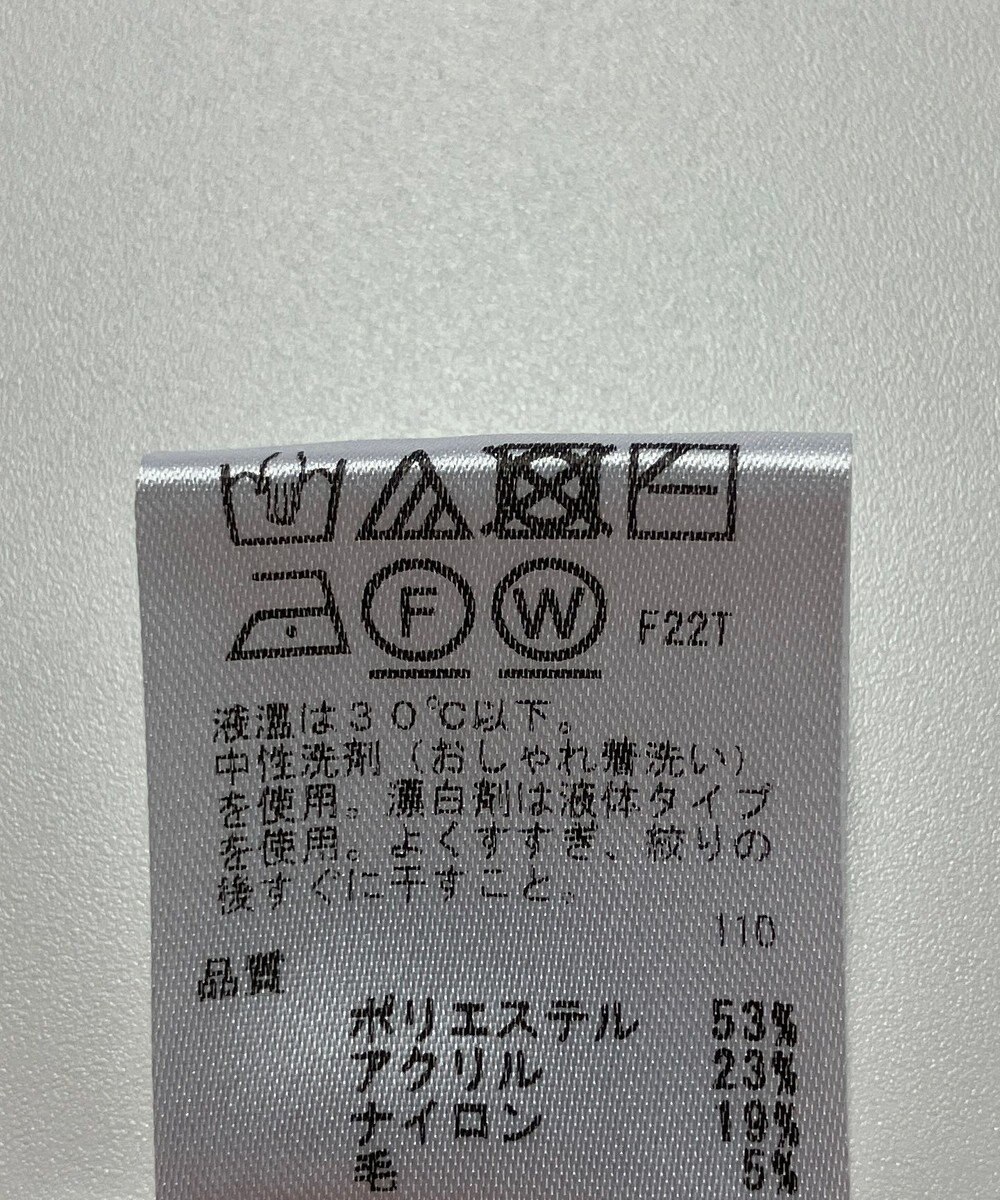 F
W
F22T
液温は30℃以下。
中性洗剤（おしゃれ着洗い）
を使用。漂白剤は液体タイプ
を使用。よくすすぎ、絞りの
後すぐに干すこと。
110
品質
ポリエステル 53%
アクリル 23%
ナイロン 19%
毛 5%